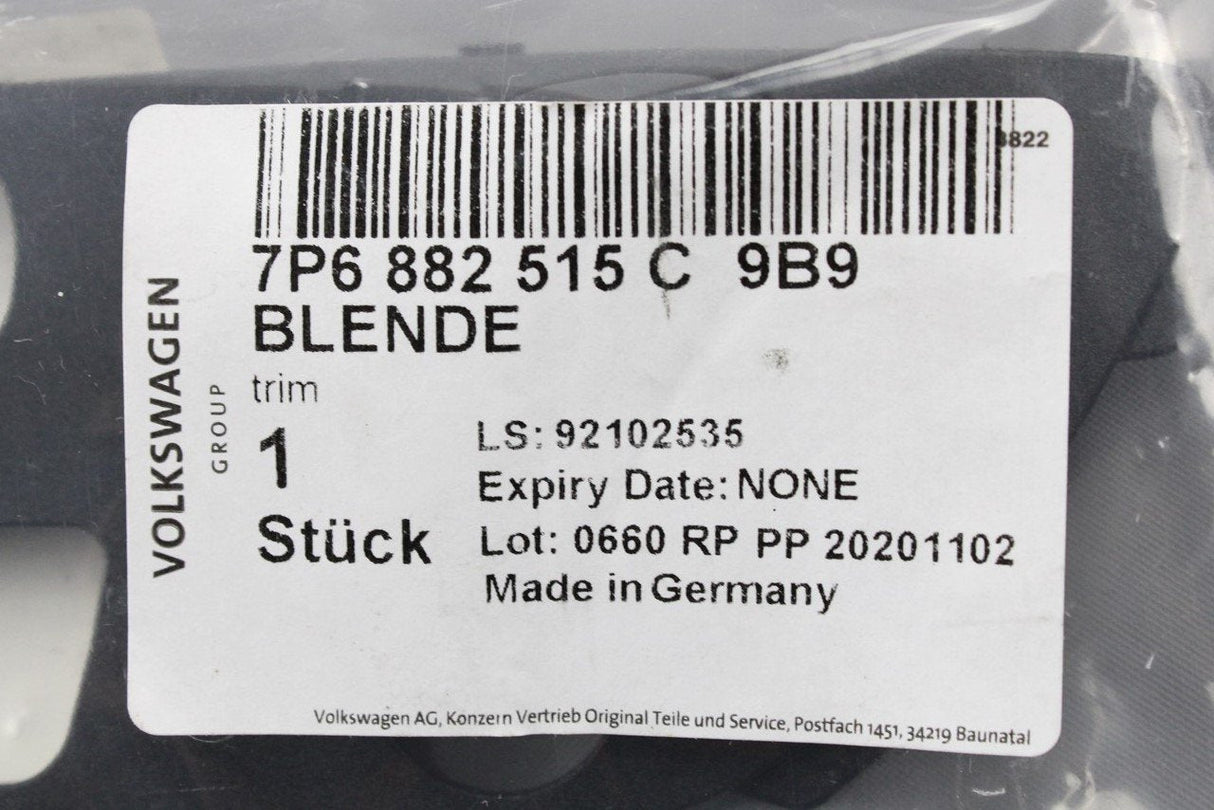 7P6 882 515 C 9B9
BLENDE
trim
1
Stück
LS: 92102535
Expiry Date: NONE
Lot: 0660 RP PP 20201102
Made in Germany
VOLKSWAGEN
GROUP
Volkswagen AG, Konzern Vertrieb Original Teile und Service, Postfach 1451, 34219 Baunatal